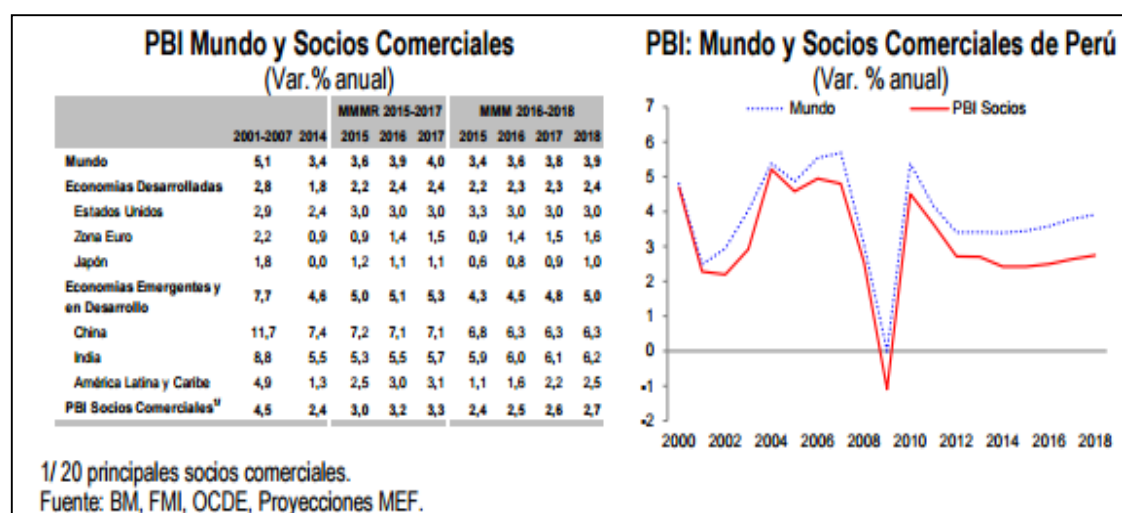 PBI Mundo y Socios Comerciales
(Var.% anual)
MMMR 2015-2017 MMM 2016-2018
2001-2007 2014 2015 2016 2017 2015 2016 2017 2018
Mundo 5,1 3,4 3,6 3,9 4,0 3,4 3,6 3,8 3,9
Economias Desarrolladas 2,8 1,8 2,2 2,4 2,4 2,2 2,3 2,3 2,4
Estados Unidos 2,9 2,4 3,0 3,0 3,0 3,3 3,0 3,0 3,0
Zona Euro 2,2 0,9 0,9 1,4 1,5 0,9 1,4 1,5 1,6
Japón 1,8 0,0 1,2 1,1 1,1 0,6 0,8 0,9 1,0
Economias Emergentes y
en Desarrollo 7,7 4,6 5,0 5,1 5,3 4,3 4,5 4,8 5,0
China 11,7 7,4 7,2 7,1 7,1 6,8 6,3 6,3 6,3
India 8,8 5,5 5,3 5,5 5,7 5,9 6,0 6,1 6,2
América Latina y Caribe 4,9 1,3 2,5 3,0 3,1 1,1 1,6 2,2 2,5
PBI Socios Comerciales 1/ 4,5 2,4 3,0 3,2 3,3 2,4 2,5 2,6 2,7
1/ 20 principales socios comerciales.
Fuente: BM, FMI, OCDE, Proyecciones MEF.
PBI: Mundo y Socios Comerciales de Perú
(Var. % anual)
Mundo PBI Socios
7
6
5
4
3
2
1
0
-1
-2
2000 2002 2004 2006 2008 2010 2012 2014 2016 2018